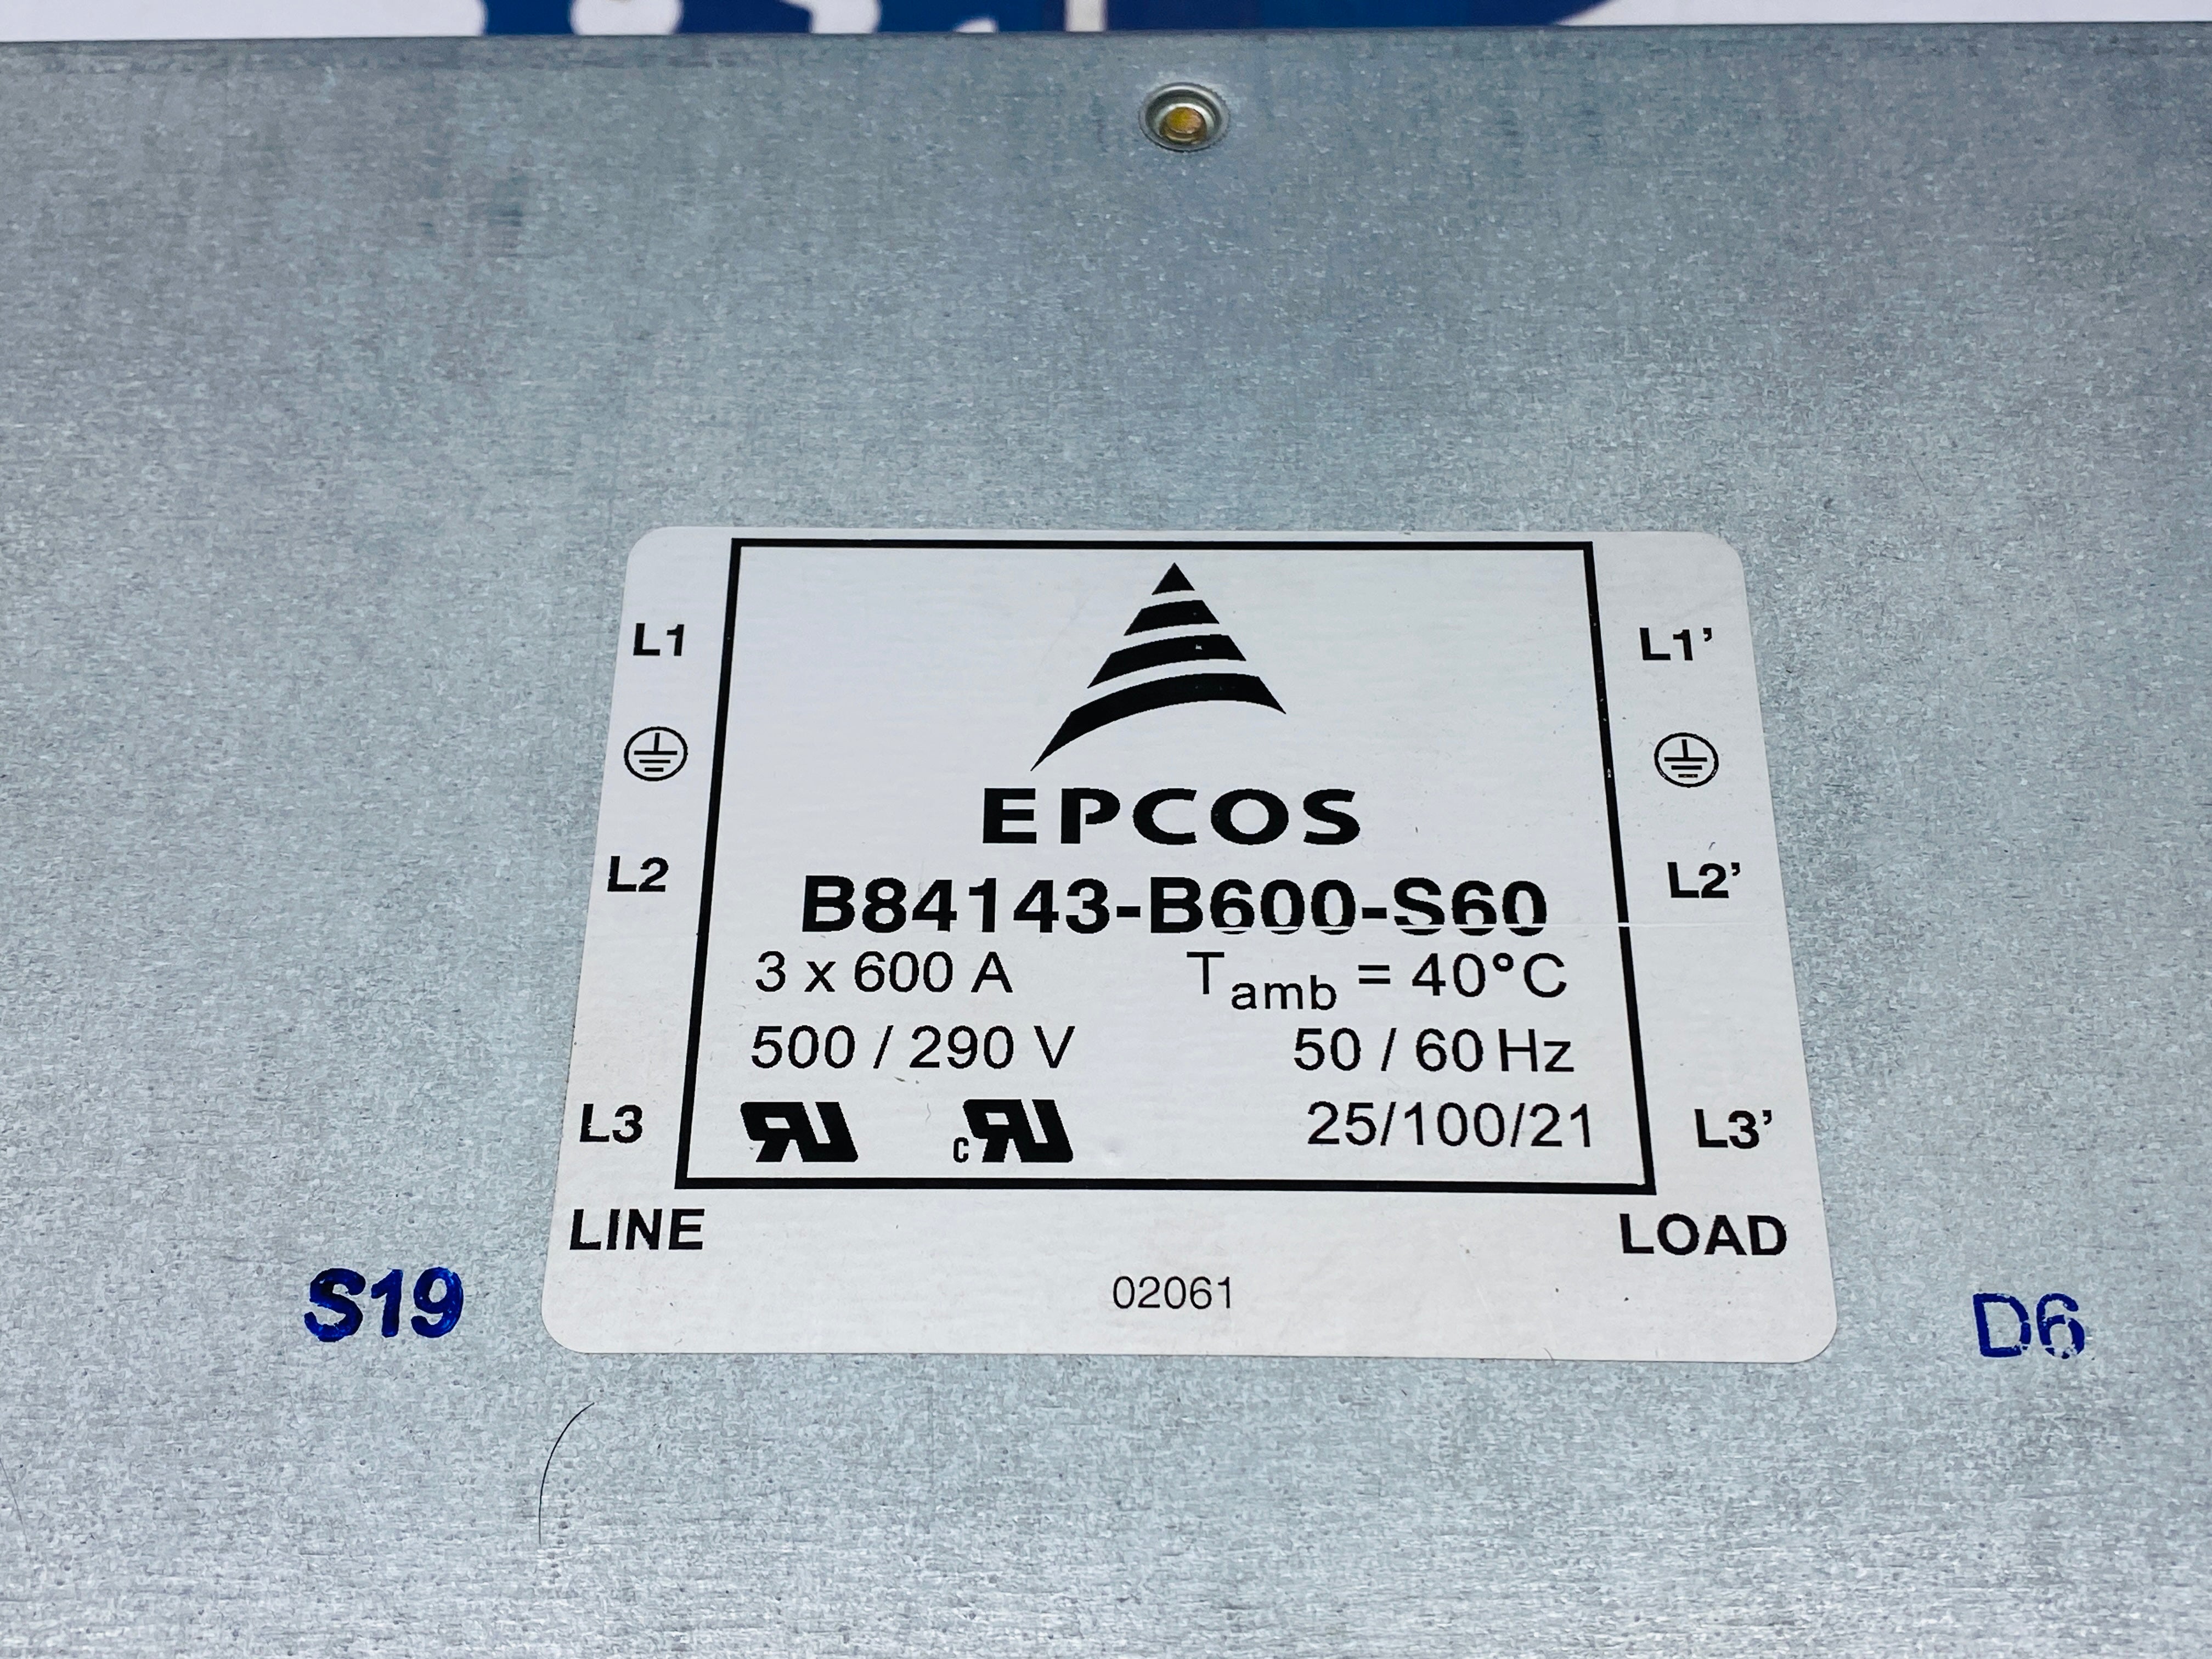 L1
L1’
EPCOS
L2
L2’
B84143-B600-S60
3 x 600 A
Tamb = 40°C
500 / 290 V
50 / 60 Hz
L3
c
25/100/21
L3’
LINE
LOAD
02061
S19
D6